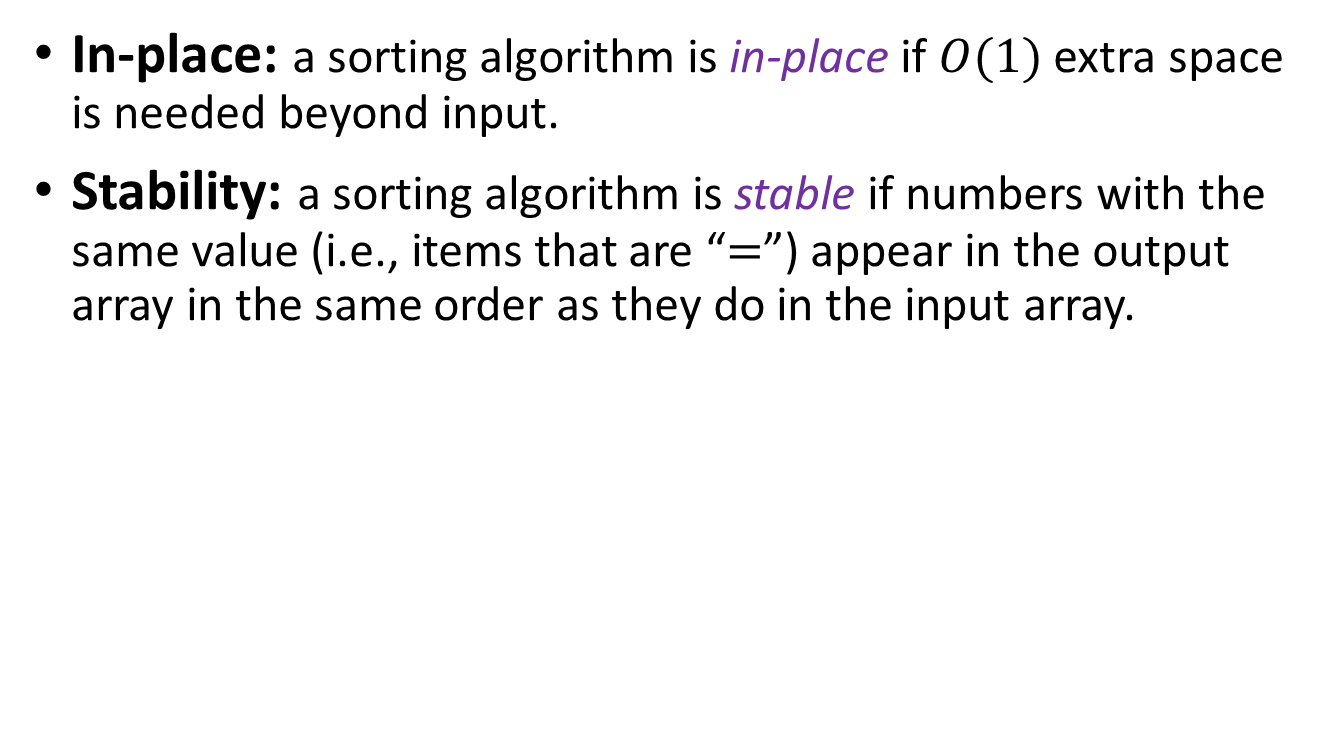 • In-place: a sorting algorithm is in-place if O(1) extra space
is needed beyond input.
• Stability: a sorting algorithm is stable if numbers with the
same value (i.e., items that are “=”) appear in the output
array in the same order as they do in the input array.